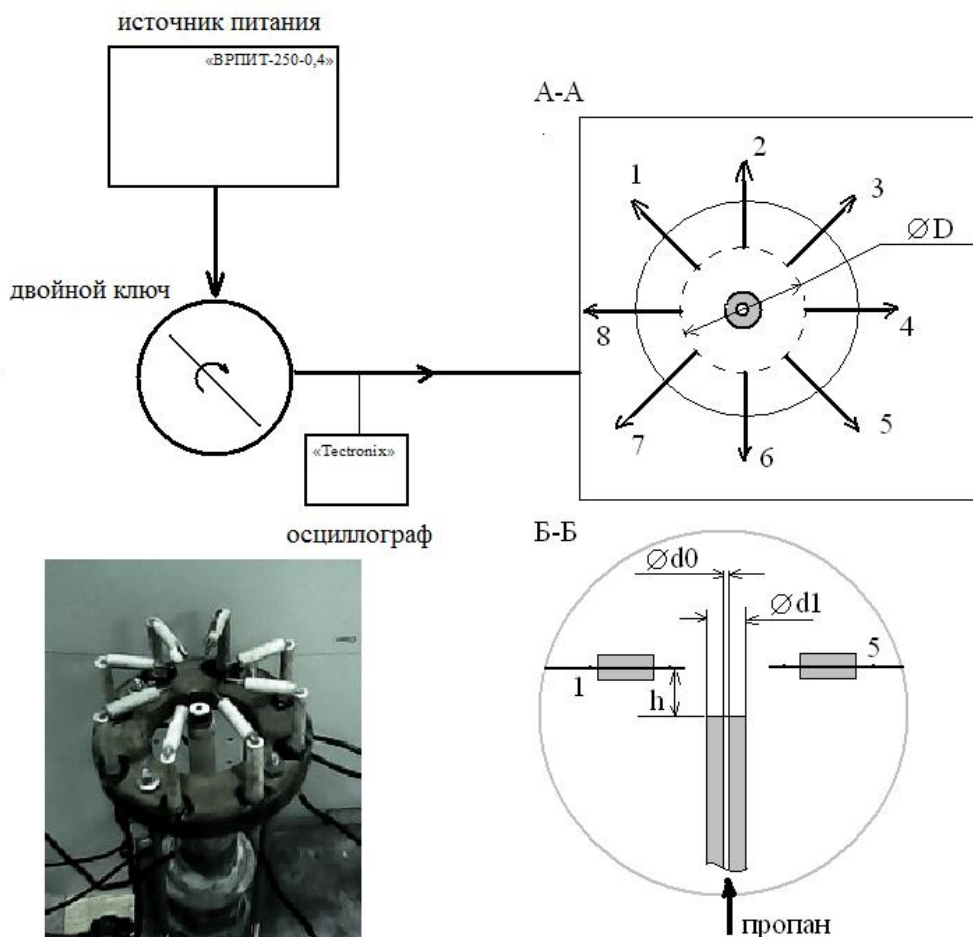 источник питания
«ВРПИТ-250-0,4»
А-А
1
2
3
ØD
двойной ключ
8
4
«Tectronix»
7
6
5
осциллограф
Б-Б
Ød0
Ød1
1
5
h
пропан